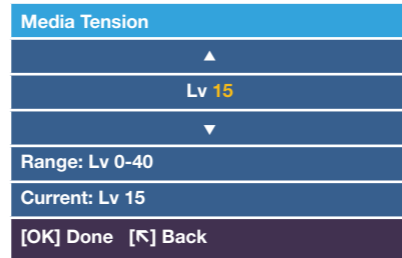 Media Tension
▲
Lv 15
▼
Range: Lv 0-40
Current: Lv 15
[OK] Done [↸] Back